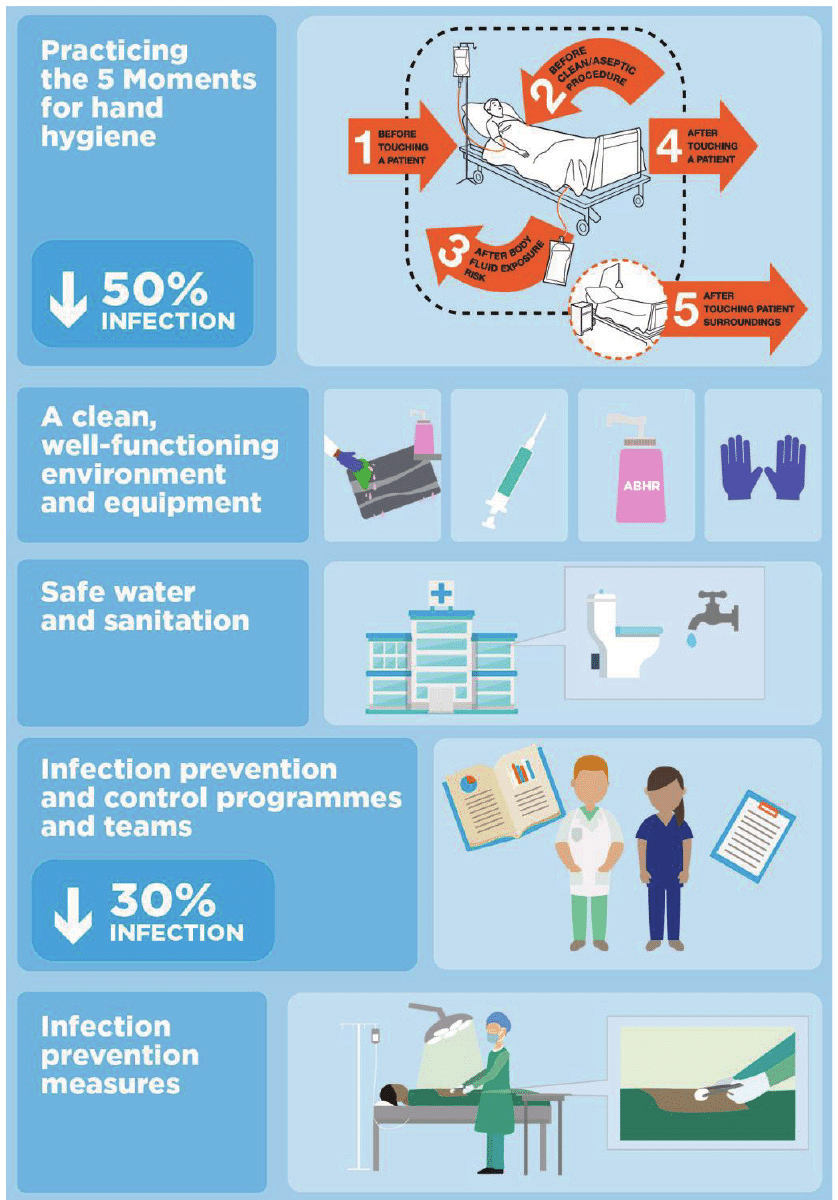 Practicing
the 5 Moments
for hand
hygiene
50%
INFECTION
1
BEFORE
TOUCHING
A PATIENT
2
BEFORE
CLEAN/ASEPTIC
PROCEDURE
3
AFTER BODY
FLUID EXPOSURE
RISK
4
AFTER
TOUCHING
A PATIENT
5
AFTER
TOUCHING PATIENT
SURROUNDINGS
A clean,
well-functioning
environment
and equipment
ABHR
Safe water
and sanitation
Infection prevention
and control programmes
and teams
30%
INFECTION
Infection
prevention
measures